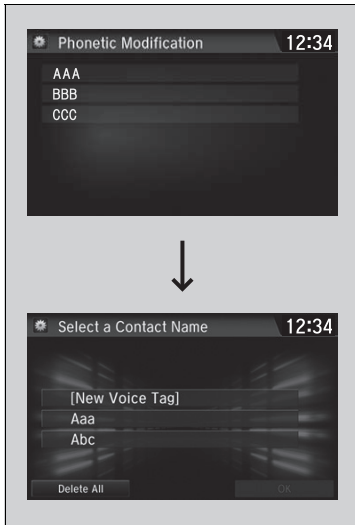 Phonetic Modification 12:34
AAA
BBB
CCC
Select a Contact Name 12:34
[New Voice Tag]
Aaa
Abc
Delete All OK